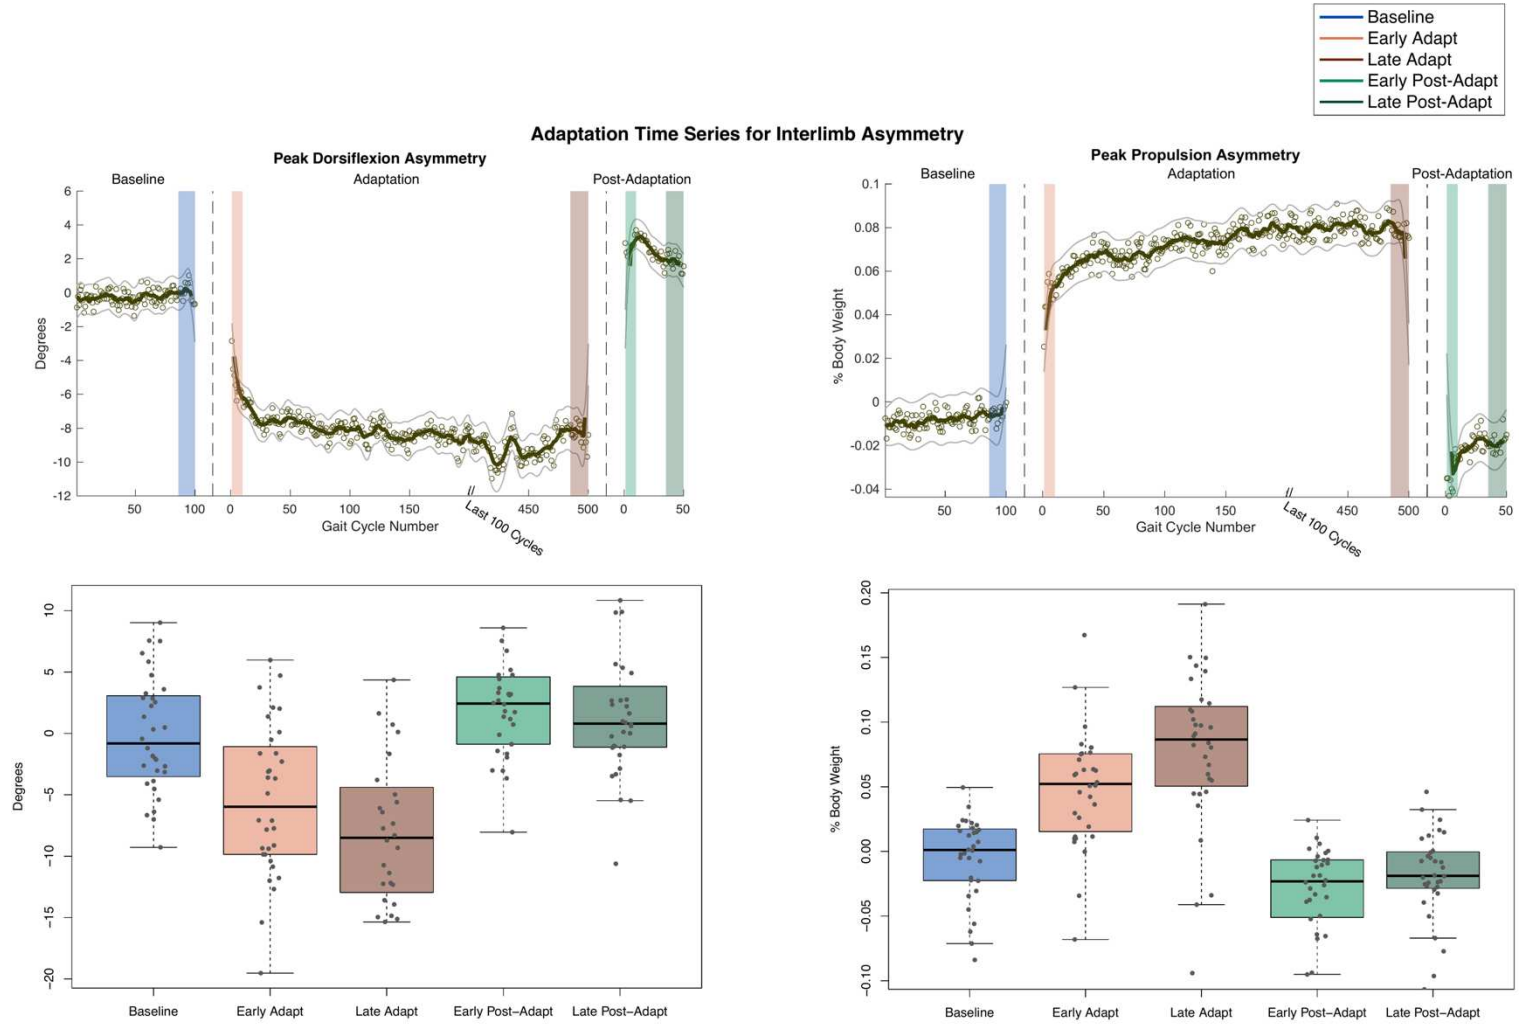 Baseline
Early Adapt
Late Adapt
Early Post-Adapt
Late Post-Adapt
Adaptation Time Series for Interlimb Asymmetry
Peak Dorsiflexion Asymmetry
Baseline
Adaptation
Post-Adaptation
Degrees
6
4
2
0
-2
-4
-6
-8
-10
-12
50
100
0
50
100
150
//
450
500
0
50
Gait Cycle Number
Last 100 Cycles
Peak Propulsion Asymmetry
Baseline
Adaptation
Post-Adaptation
% Body Weight
0.1
0.08
0.06
0.04
0.02
0
-0.02
-0.04
50
100
0
50
100
150
//
450
500
0
50
Gait Cycle Number
Last 100 Cycles
Degrees
10
5
0
−5
−10
−15
−20
Baseline
Early Adapt
Late Adapt
Early Post−Adapt
Late Post−Adapt
% Body Weight
0.20
0.15
0.10
0.05
0.00
−0.05
−0.10
Baseline
Early Adapt
Late Adapt
Early Post−Adapt
Late Post−Adapt